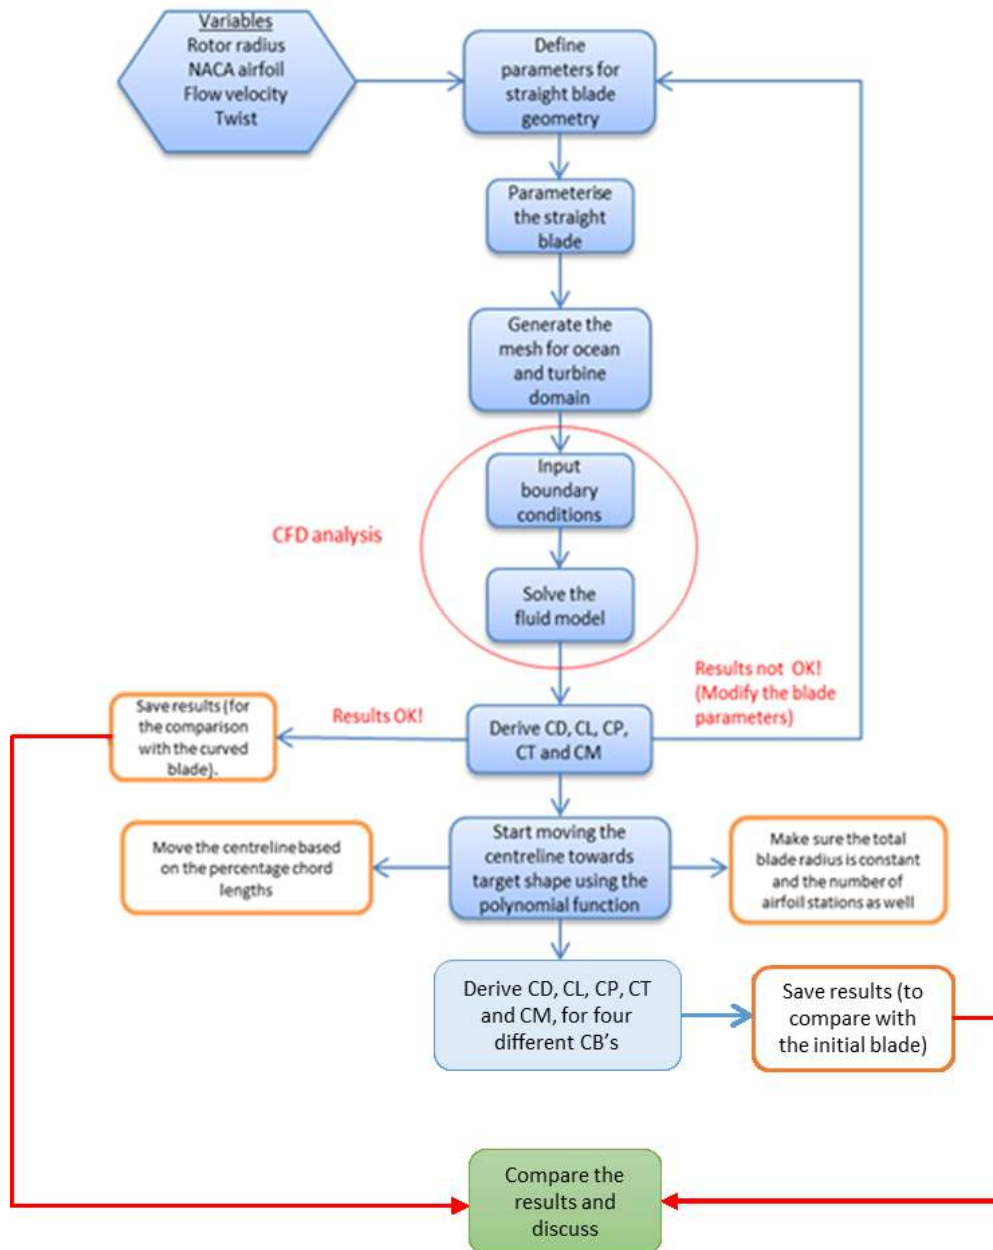 Variables
Rotor radius
NACA airfoil
Flow velocity
Twist
Define
parameters for
straight blade
geometry
Parameterise
the straight
blade
Generate the
mesh for ocean
and turbine
domain
Input
boundary
conditions
CFD analysis
Solve the
fluid model
Results not OK!
(Modify the blade
parameters)
Save results (for
the comparison
with the curved
blade).
Results OK!
Derive CD, CL, CP,
CT and CM
Move the centreline based
on the percentage chord
lengths
Start moving the
centreline towards
target shape using the
polynomial function
Make sure the total
blade radius is constant
and the number of
airfoil stations as well
Derive CD, CL, CP, CT
and CM, for four
different CB's
Save results (to
compare with
the initial blade)
Compare the
results and
discuss